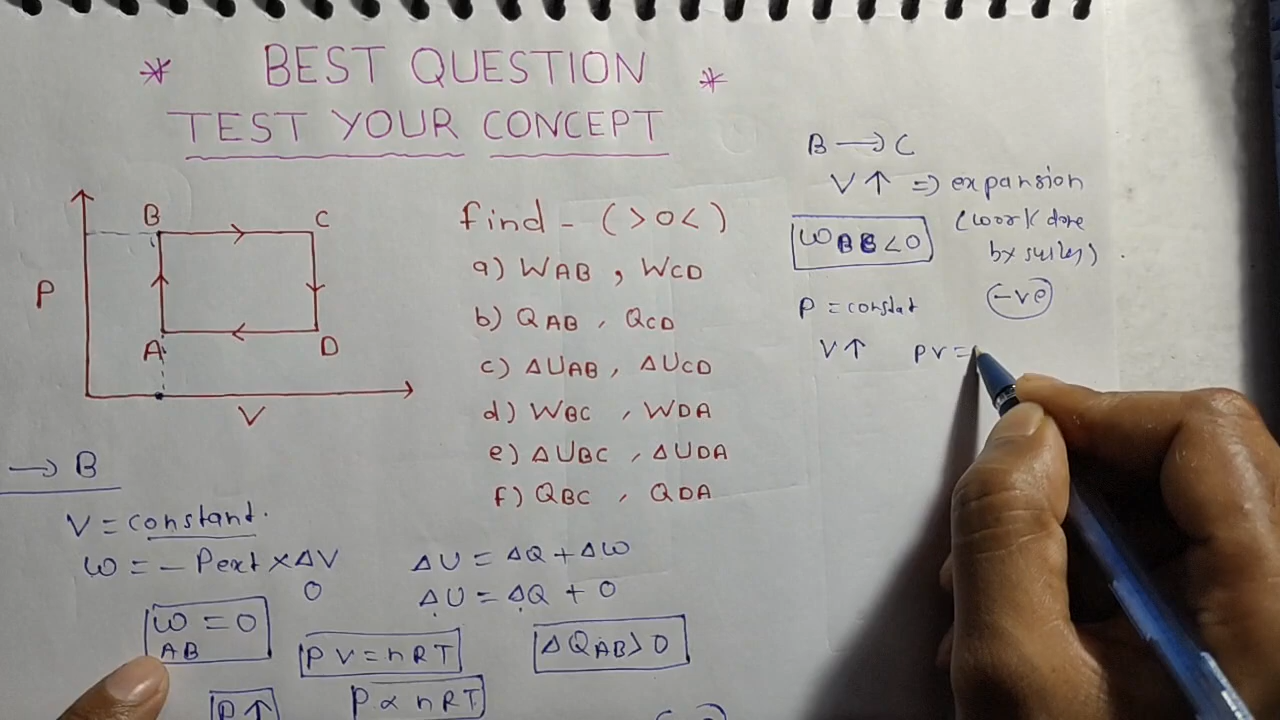 * BEST QUESTION *
TEST YOUR CONCEPT
B C
P
A D
V
find - ( > 0 < )
a) WAB , WCD
b) QAB , QCD
c) ΔUAB , ΔUCD
d) WBC , WDA
e) ΔUBC , ΔUDA
f) QBC , QDA
→ B
V = constant.
W = - Pext × ΔV
0
W = 0
AB
ΔU = ΔQ + ΔW
ΔU = ΔQ + 0
PV = nRT
ΔQAB > 0
P ↑
P ∝ nRT
B → C
V ↑ ⇒ expansion
(work done
by
WBC < 0
(-ve)
P = constat
V ↑ PV =